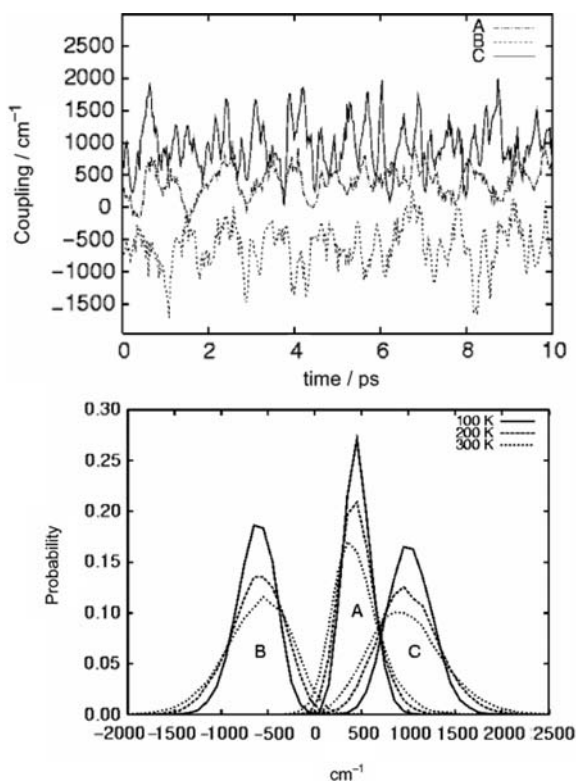 A
B
C
Coupling / cm⁻¹
2500
2000
1500
1000
500
0
−500
−1000
−1500
0 2 4 6 8 10
time / ps
100 K
200 K
300 K
Probability
0.30
0.25
0.20
0.15
0.10
0.05
0.00
B
A
C
−2000 −1500 −1000 −500 0 500 1000 1500 2000 2500
cm⁻¹